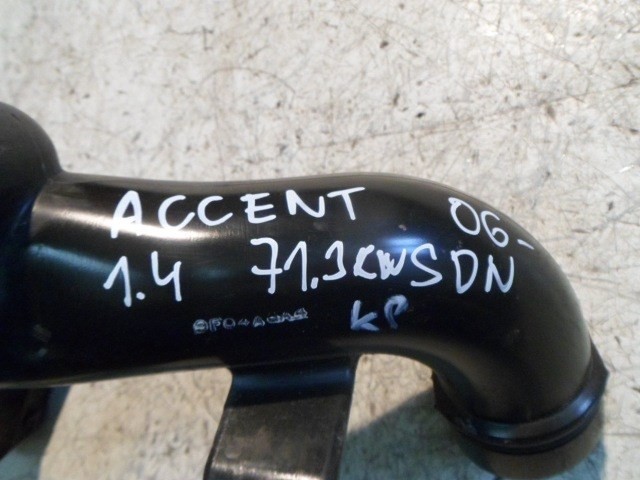 ACCENT 06-
1.4 71.3KW SDN
KP